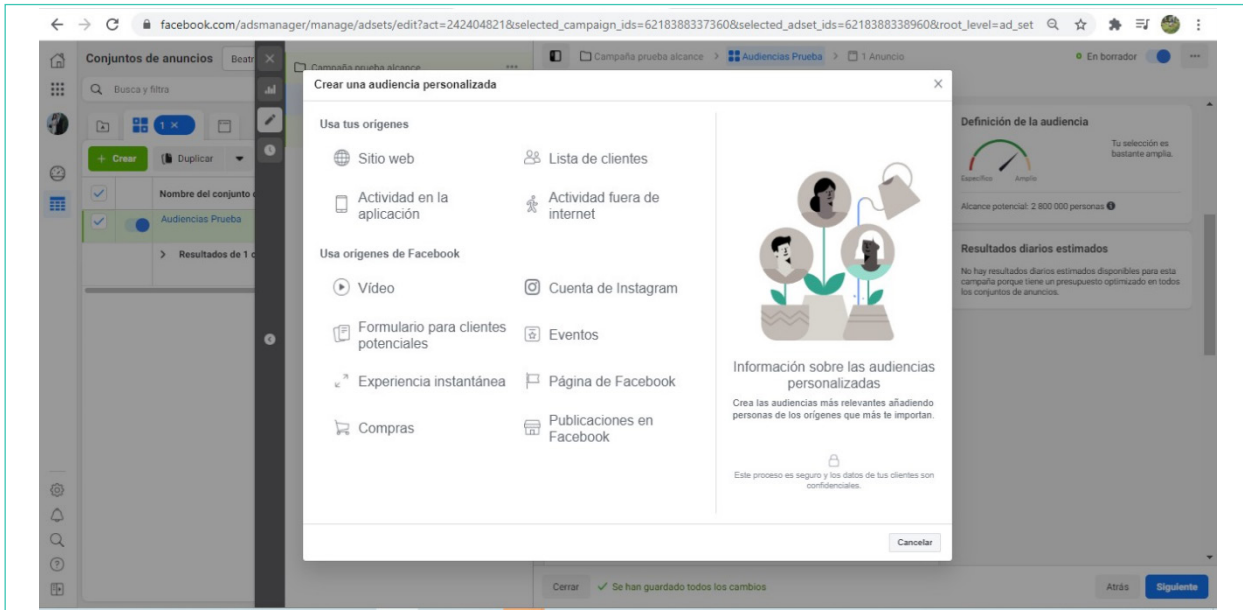 facebook.com/adsmanager/manage/adsets/edit?act=242404821&selected_campaign_ids=6218388337360&selected_adset_ids=6218388338960&root_level=ad_set
Conjuntos de anuncios
Beatr
Campaña prueba alcance
Campaña prueba alcance
Audiencias Prueba
1 Anuncio
En borrador
Busca y filtra
1
Crear
Duplicar
Nombre del conjunto
Audiencias Prueba
Resultados de 1
Crear una audiencia personalizada
Usa tus orígenes
Sitio web
Lista de clientes
Actividad en la
aplicación
Actividad fuera de
internet
Usa orígenes de Facebook
Vídeo
Cuenta de Instagram
Formulario para clientes
potenciales
Eventos
Experiencia instantánea
Página de Facebook
Compras
Publicaciones en
Facebook
Información sobre las audiencias
personalizadas
Crea las audiencias más relevantes añadiendo
personas de los orígenes que más te importan.
Este proceso es seguro y los datos de tus clientes son
confidenciales.
Cancelar
Definición de la audiencia
Tu selección es
bastante amplia.
Específico
Amplio
Alcance potencial: 2 800 000 personas
Resultados diarios estimados
No hay resultados diarios estimados disponibles para esta
campaña porque tiene un presupuesto optimizado en todos
los conjuntos de anuncios.
Cerrar
Se han guardado todos los cambios
Atrás
Siguiente